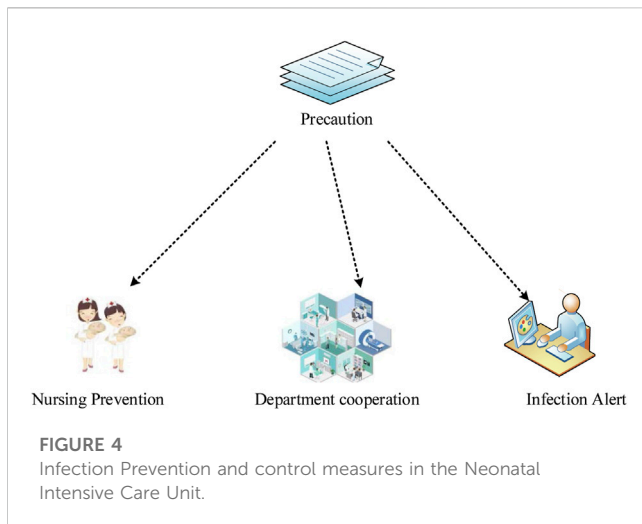 Precaution
Nursing Prevention
Department cooperation
Infection Alert
FIGURE 4
Infection Prevention and control measures in the Neonatal
Intensive Care Unit.